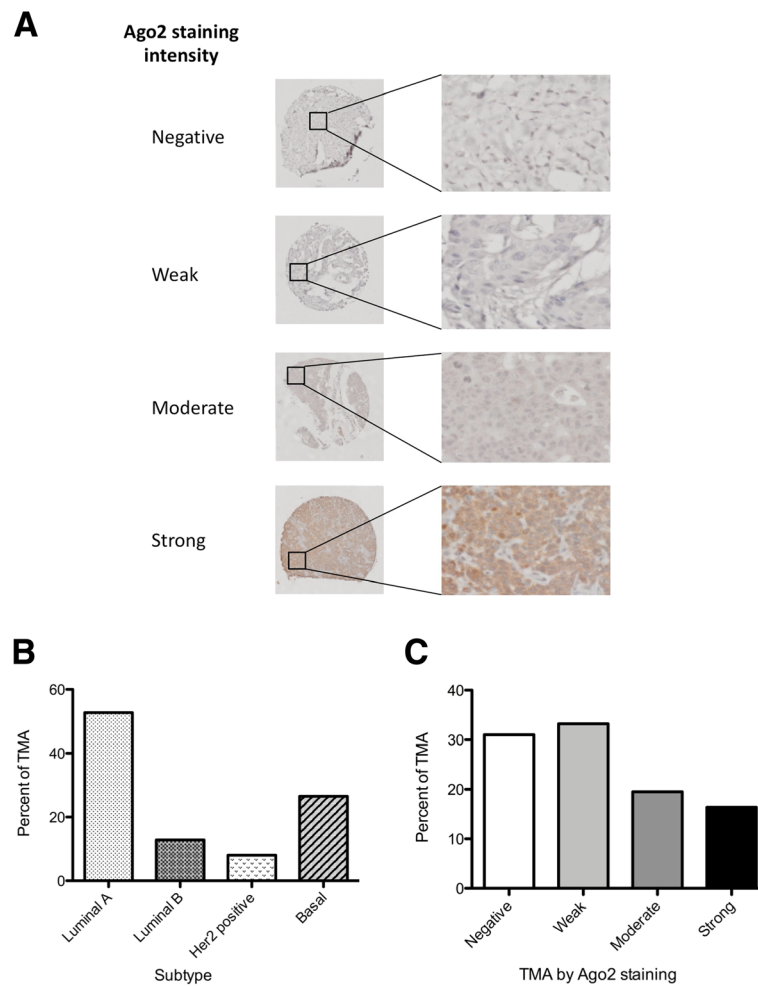 A
Ago2 staining
intensity
Negative
Weak
Moderate
Strong
B
60
40
20
0
Percent of TMA
Luminal A
Luminal B
Her2 positive
Basal
Subtype
C
40
30
20
10
0
Percent of TMA
Negative
Weak
Moderate
Strong
TMA by Ago2 staining